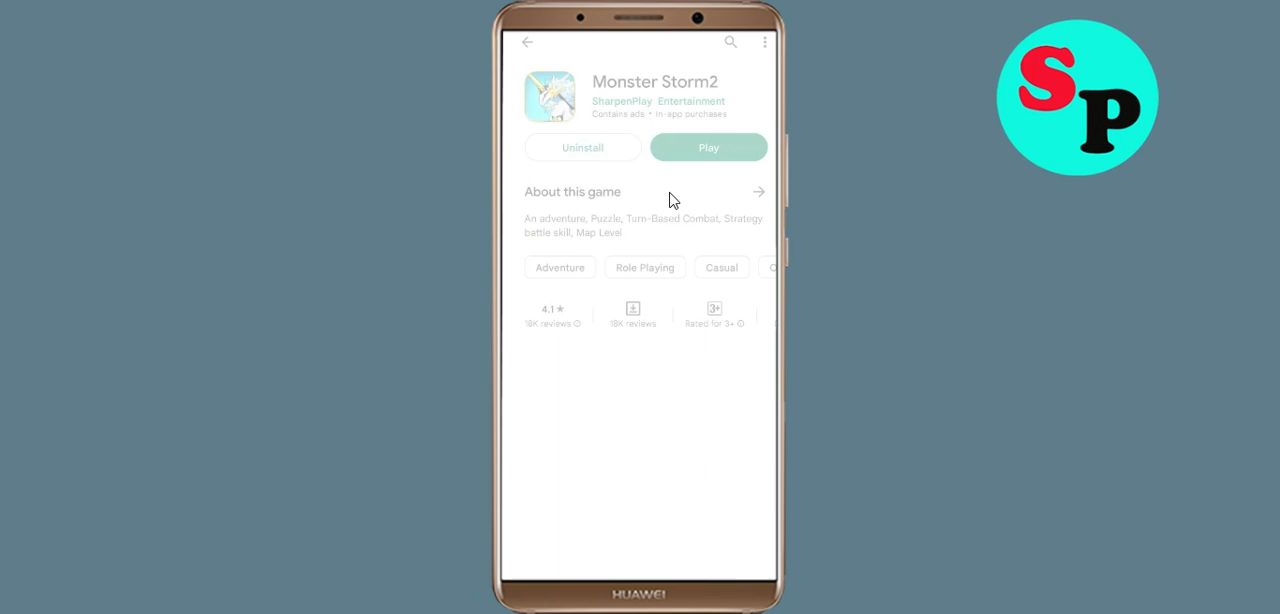 Monster Storm2
SharpenPlay Entertainment
Contains ads • In-app purchases
Uninstall
Play
About this game
An adventure, Puzzle, Turn-Based Combat, Strategy
battle skill, Map Level
Adventure
Role Playing
Casual
4.1★
18K reviews
18K reviews
3+
Rated for 3+
HUAWEI
SP